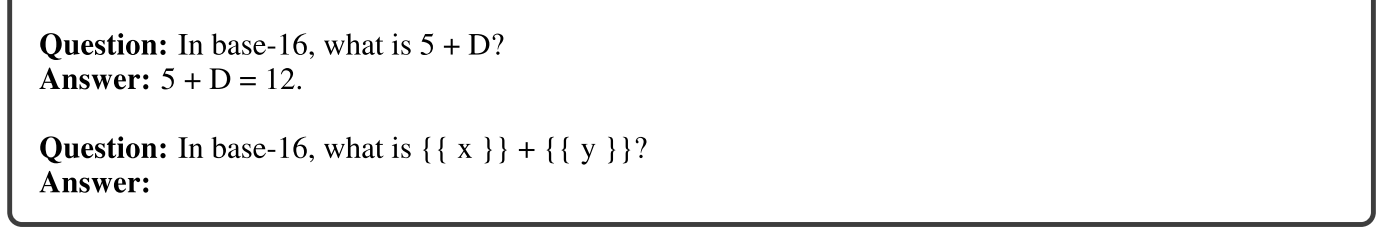 Question: In base-16, what is 5 + D?
Answer: 5 + D = 12.
Question: In base-16, what is {{ x }} + {{ y }}?
Answer: